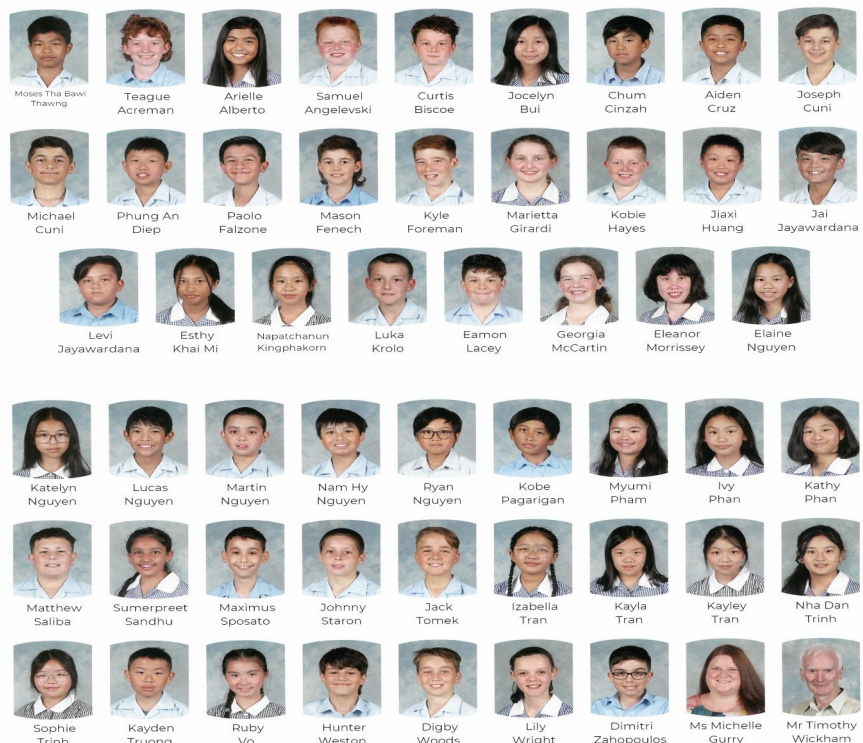 Moses Tha Bawi Thawng
Teague Acreman
Arielle Alberto
Samuel Angelevski
Curtis Biscoe
Jocelyn Bui
Chum Cinzah
Aiden Cruz
Joseph Cuni
Michael Cuni
Phung An Diep
Paolo Falzone
Mason Fenech
Kyle Foreman
Marietta Girardi
Kobie Hayes
Jiaxi Huang
Jai Jayawardana
Levi Jayawardana
Esthy Khai Mi
Napatchanun Kingphakorn
Luka Krolo
Eamon Lacey
Georgia McCartin
Eleanor Morrissey
Elaine Nguyen
Katelyn Nguyen
Lucas Nguyen
Martin Nguyen
Nam Hy Nguyen
Ryan Nguyen
Kobe Pagarigan
Myumi Pham
Ivy Phan
Kathy Phan
Matthew Saliba
Sumerpreet Sandhu
Maximus Sposato
Johnny Staron
Jack Tomek
Izabella Tran
Kayla Tran
Kayley Tran
Nha Dan Trinh
Sophie Trinh
Kayden Truong
Ruby Vo
Hunter Weston
Digby Woods
Lily Wright
Dimitri Zahopoulos
Ms Michelle Gurry
Mr Timothy Wickham